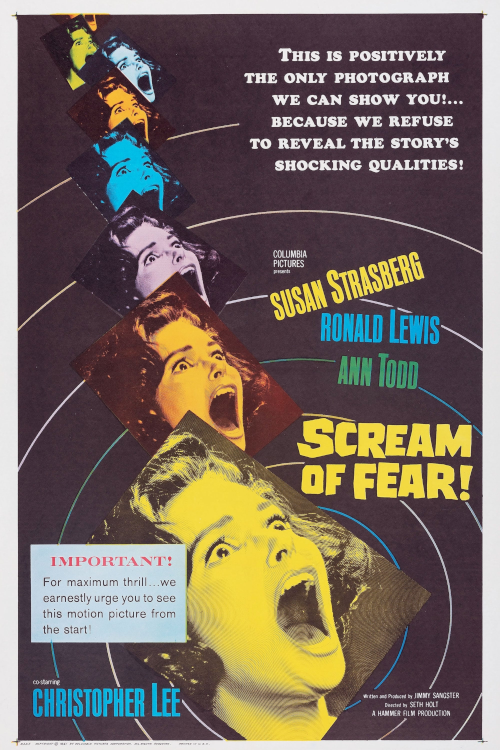 THIS IS POSITIVELY
THE ONLY PHOTOGRAPH
WE CAN SHOW YOU!...
BECAUSE WE REFUSE
TO REVEAL THE STORY'S
SHOCKING QUALITIES!
COLUMBIA
PICTURES
presents
SUSAN STRASBERG
RONALD LEWIS
ANN TODD
SCREAM
OF FEAR!
IMPORTANT!
For maximum thrill...we
earnestly urge you to see
this motion picture from
the start!
co-starring
CHRISTOPHER LEE
Written and Produced by JIMMY SANGSTER
Directed by SETH HOLT
A HAMMER FILM PRODUCTION